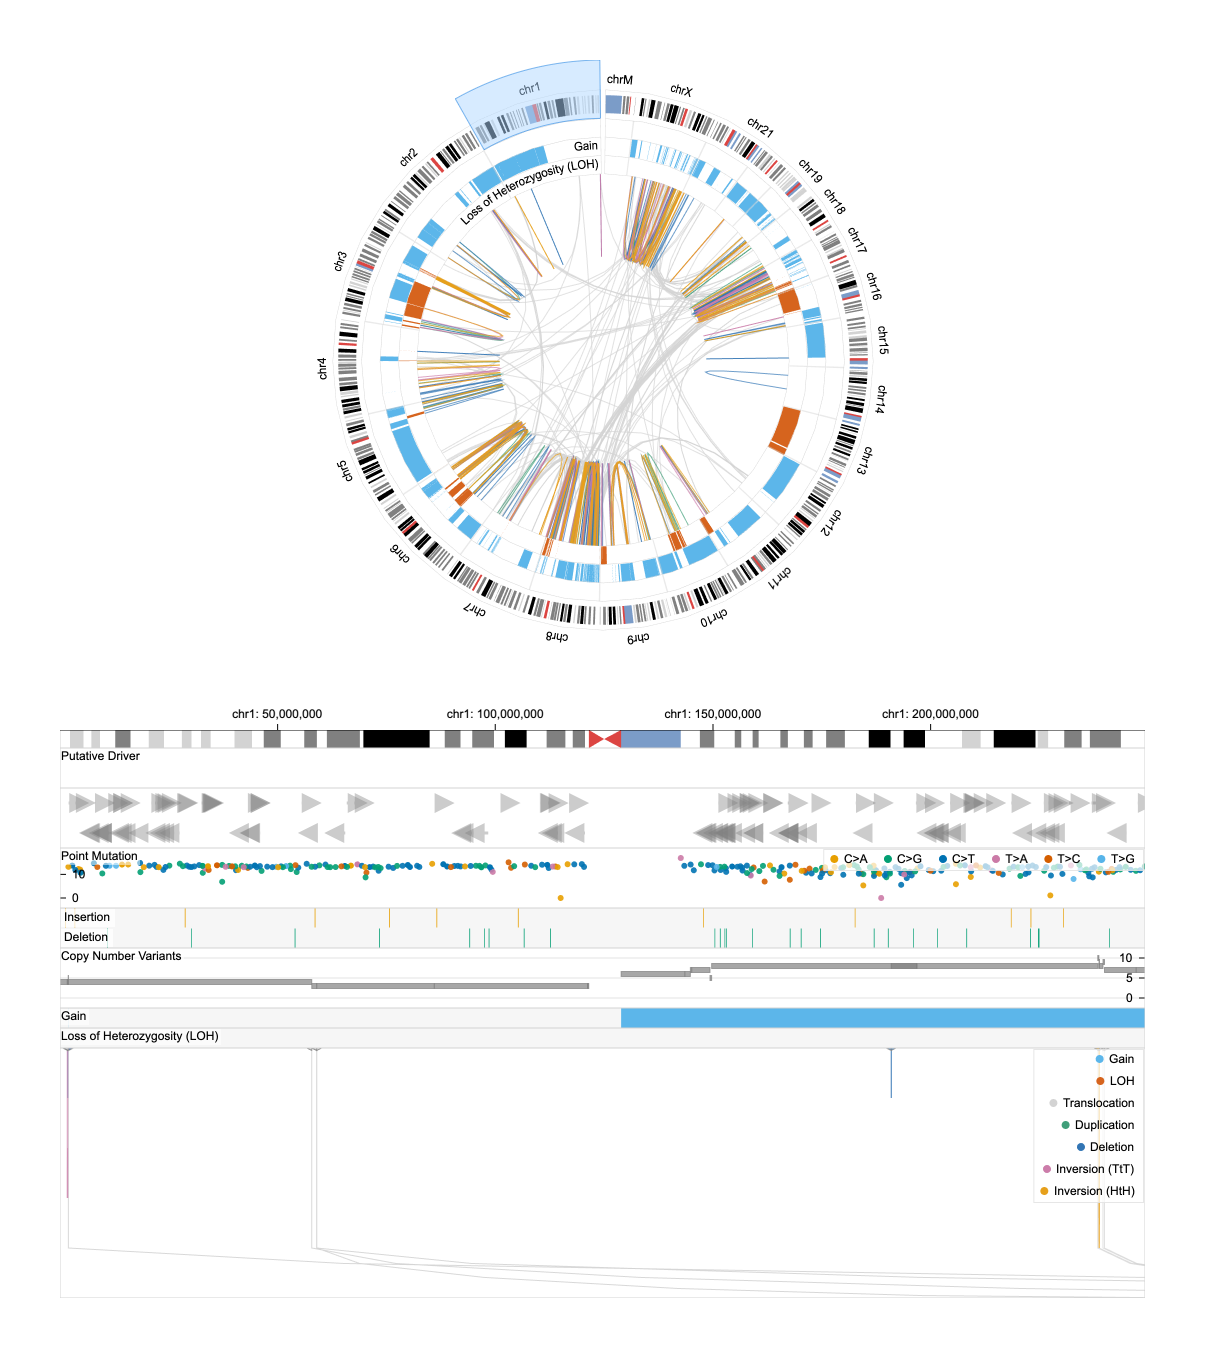 chrM
chrX
chr1
chr21
chr2
Gain
chr19
Loss of Heterozygosity (LOH)
chr18
chr17
chr3
chr16
chr15
chr4
chr14
chr13
chr5
chr12
chr6
chr11
chr7
chr10
chr8
chr9
chr1: 50,000,000
chr1: 100,000,000
chr1: 150,000,000
chr1: 200,000,000
Putative Driver
Point Mutation
C>A
C>G
C>T
T>A
T>C
T>G
10
0
Insertion
Deletion
Copy Number Variants
10
5
0
Gain
Loss of Heterozygosity (LOH)
Gain
LOH
Translocation
Duplication
Deletion
Inversion (TtT)
Inversion (HtH)